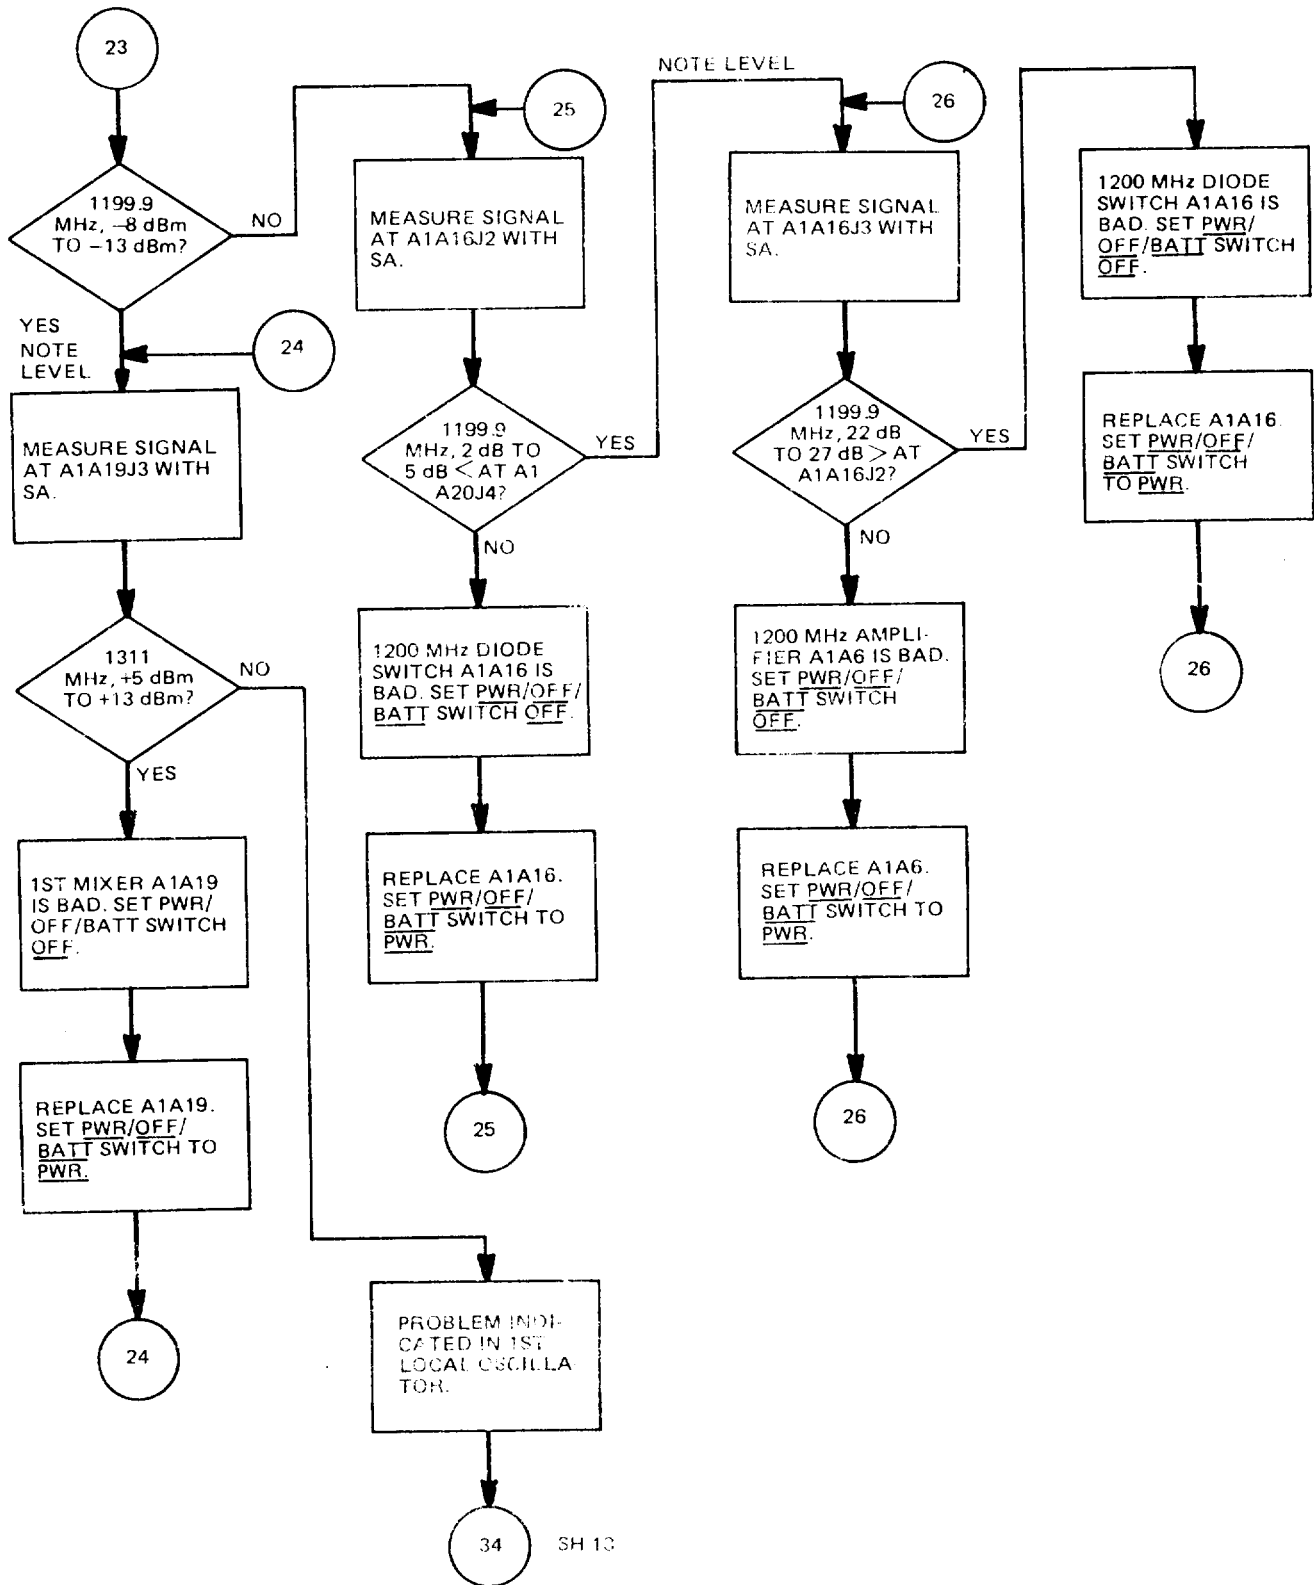 23
1199.9
MHz, –8 dBm
TO –13 dBm?
NO
YES
NOTE
LEVEL
24
MEASURE SIGNAL
AT A1A19J3 WITH
SA.
1311
MHz, +5 dBm
TO +13 dBm?
NO
YES
1ST MIXER A1A19
IS BAD. SET PWR/
OFF/BATT SWITCH
OFF.
REPLACE A1A19.
SET PWR/OFF/
BATT SWITCH TO
PWR.
24
25
MEASURE SIGNAL
AT A1A16J2 WITH
SA.
1199.9
MHz, 2 dB TO
5 dB < AT A1
A20J4?
YES
NO
1200 MHz DIODE
SWITCH A1A16 IS
BAD. SET PWR/OFF/
BATT SWITCH OFF.
REPLACE A1A16.
SET PWR/OFF/
BATT SWITCH TO
PWR.
25
PROBLEM INDI-
CATED IN 1ST
LOCAL OSCILLA-
TOR.
34
NOTE LEVEL
26
MEASURE SIGNAL
AT A1A16J3 WITH
SA.
1199.9
MHz, 22 dB
TO 27 dB > AT
A1A16J2?
YES
NO
1200 MHz AMPLI-
FIER A1A6 IS BAD.
SET PWR/OFF/
BATT SWITCH
OFF.
REPLACE A1A6.
SET PWR/OFF/
BATT SWITCH TO
PWR.
26
1200 MHz DIODE
SWITCH A1A16 IS
BAD. SET PWR/
OFF/BATT SWITCH
OFF.
REPLACE A1A16.
SET PWR/OFF/
BATT SWITCH
TO PWR.
26
SH